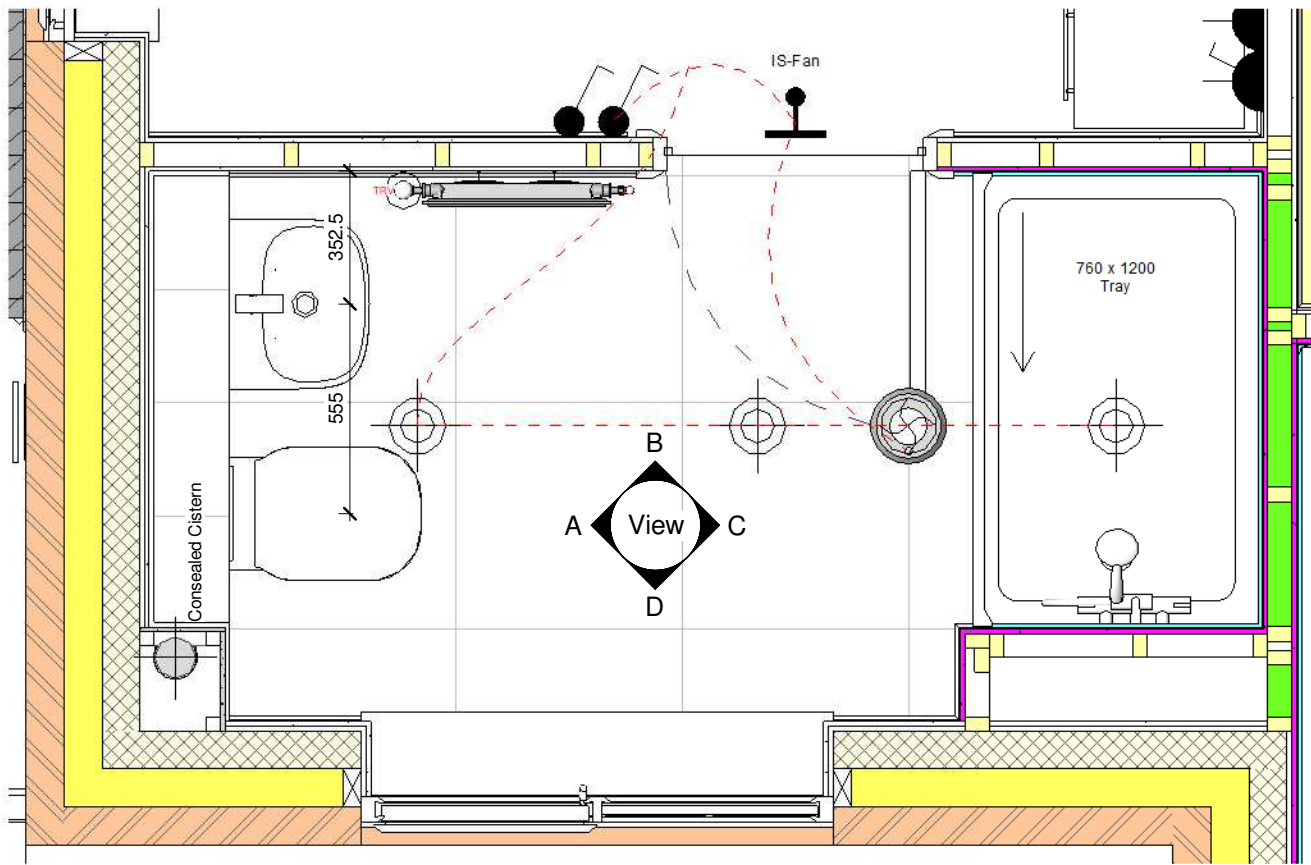 IS-Fan
TRV
352.5
760 x 1200
Tray
555
B
A
View
C
D
Consealed Cistern